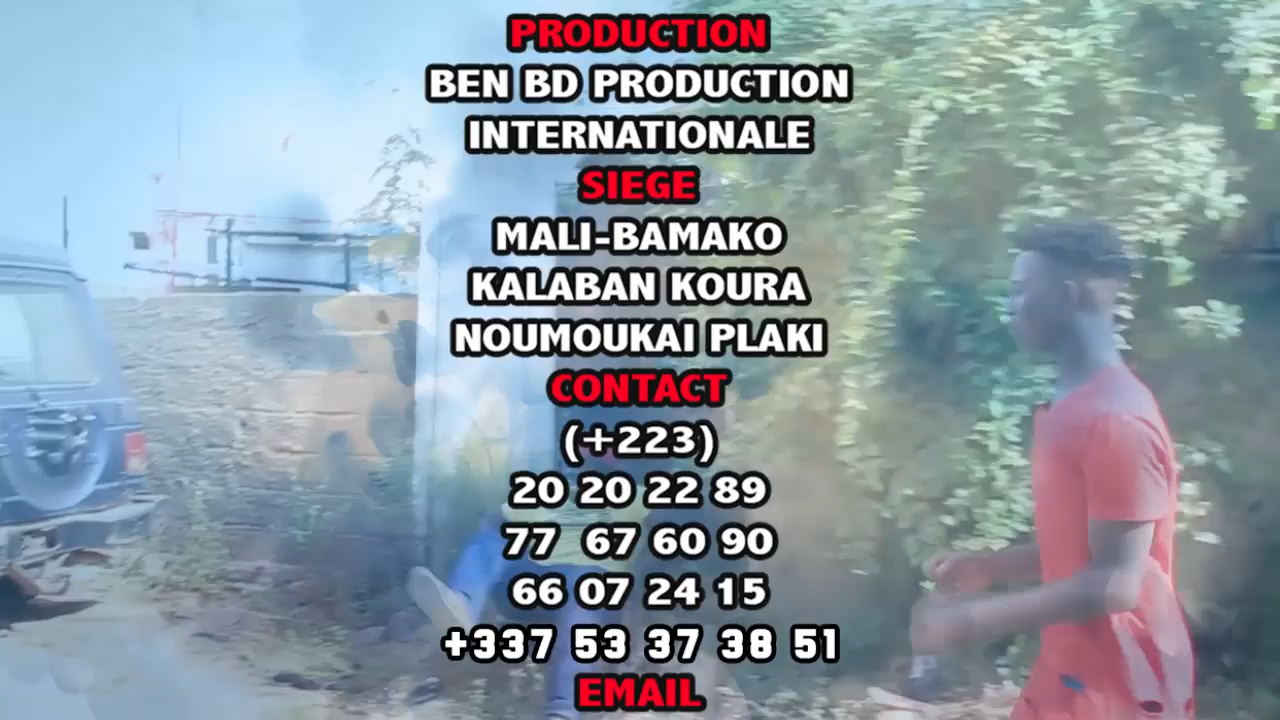 PRODUCTION
BEN BD PRODUCTION
INTERNATIONALE
SIEGE
MALI-BAMAKO
KALABAN KOURA
NOUMOUKAI PLAKI
CONTACT
(+223)
20 20 22 89
77 67 60 90
66 07 24 15
+337 53 37 38 51
EMAIL